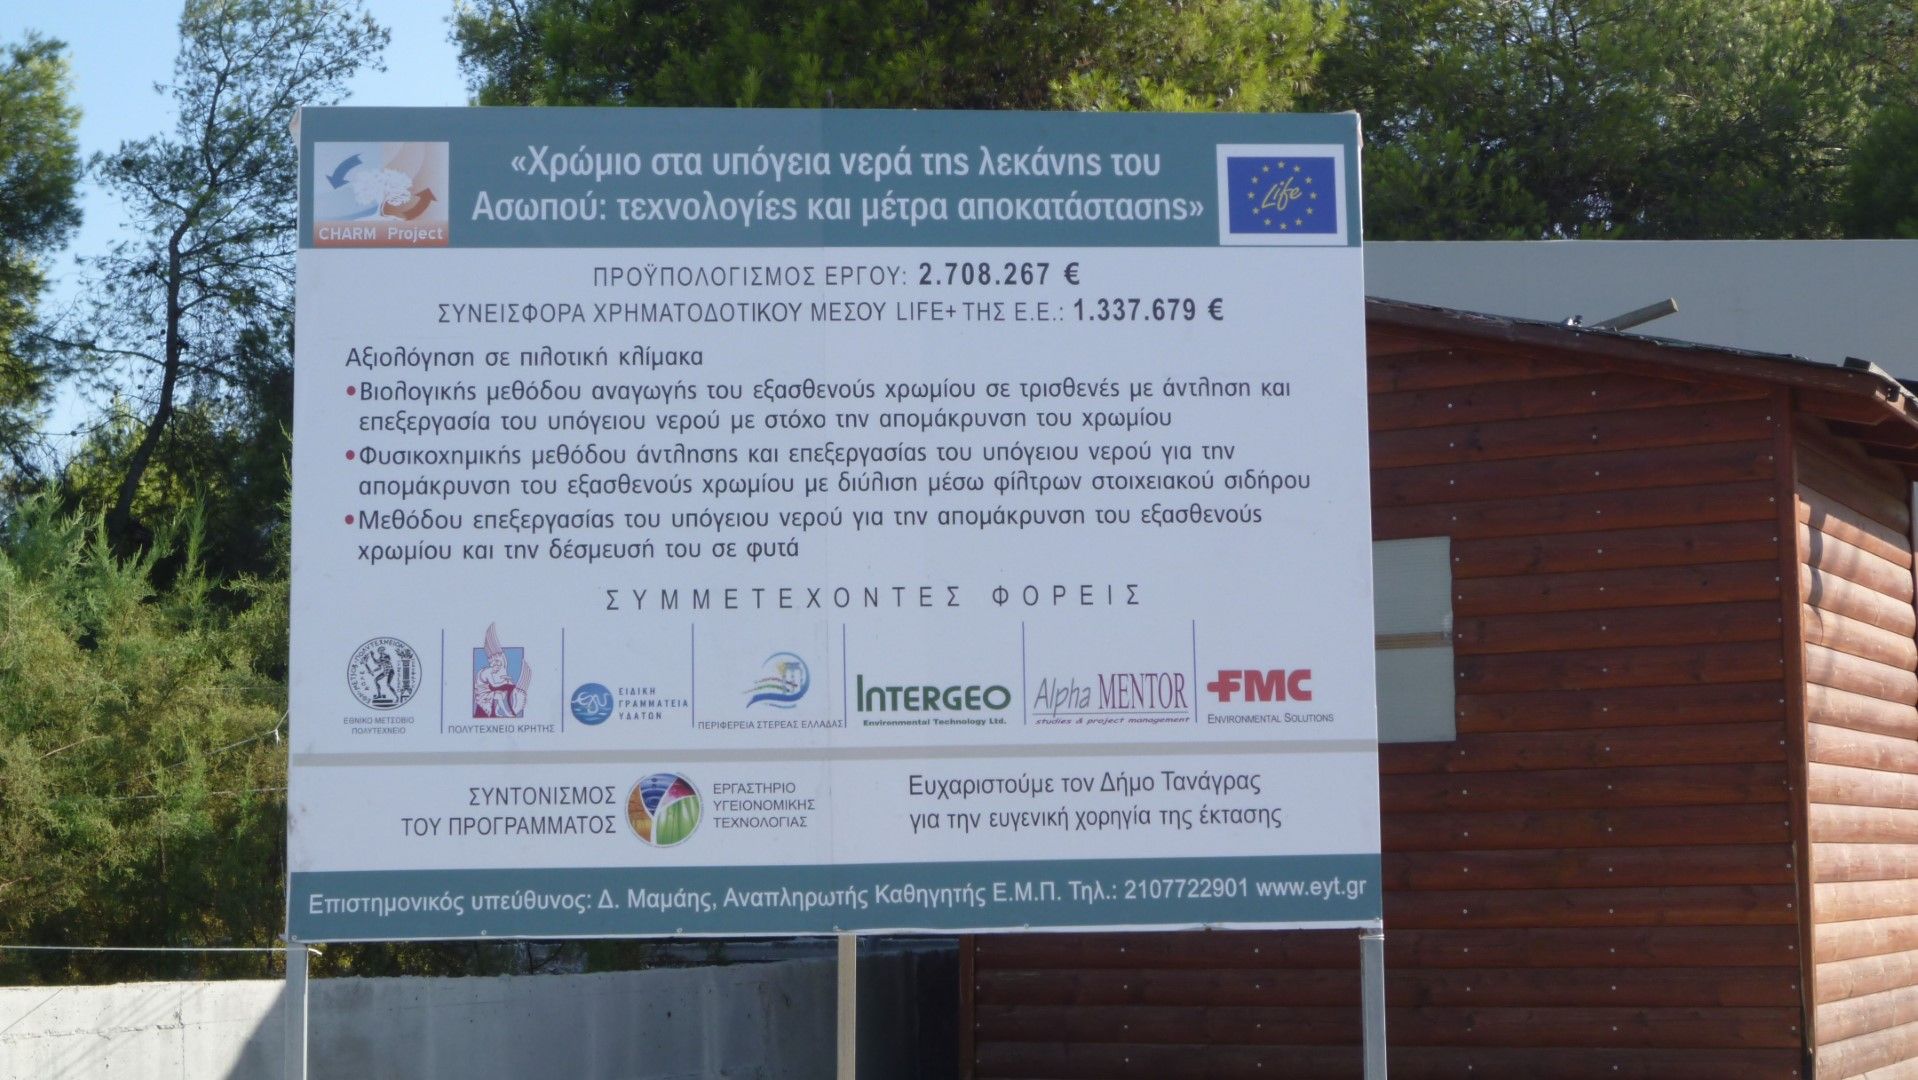 «Χρώμιο στα υπόγεια νερά της λεκάνης του
Ασωπού: τεχνολογίες και μέτρα αποκατάστασης»
CHARM Project
Life
ΠΡΟΫΠΟΛΟΓΙΣΜΟΣ ΕΡΓΟΥ: 2.708.267 €
ΣΥΝΕΙΣΦΟΡΑ ΧΡΗΜΑΤΟΔΟΤΙΚΟΥ ΜΕΣΟΥ LIFE+ ΤΗΣ Ε.Ε.: 1.337.679 €
Αξιολόγηση σε πιλοτική κλίμακα
•Βιολογικής μεθόδου αναγωγής του εξασθενούς χρωμίου σε τρισθενές με άντληση και
επεξεργασία του υπόγειου νερού με στόχο την απομάκρυνση του χρωμίου
•Φυσικοχημικής μεθόδου άντλησης και επεξεργασίας του υπόγειου νερού για την
απομάκρυνση του εξασθενούς χρωμίου με διύλιση μέσω φίλτρων στοιχειακού σιδήρου
•Μεθόδου επεξεργασίας του υπόγειου νερού για την απομάκρυνση του εξασθενούς
χρωμίου και την δέσμευσή του σε φυτά
ΣΥΜΜΕΤΕΧΟΝΤΕΣ ΦΟΡΕΙΣ
ΕΘΝΙΚΟ ΜΕΤΣΟΒΙΟ
ΠΟΛΥΤΕΧΝΕΙΟ
ΠΟΛΥΤΕΧΝΕΙΟ ΚΡΗΤΗΣ
ΕΙΔΙΚΗ
ΓΡΑΜΜΑΤΕΙΑ
ΥΔΑΤΩΝ
ΠΕΡΙΦΕΡΕΙΑ ΣΤΕΡΕΑΣ ΕΛΛΑΔΑΣ
INTERGEO
Environmental Technology Ltd.
Alpha MENTOR
studies & project management
FMC
ENVIRONMENTAL SOLUTIONS
ΣΥΝΤΟΝΙΣΜΟΣ
ΤΟΥ ΠΡΟΓΡΑΜΜΑΤΟΣ
ΕΡΓΑΣΤΗΡΙΟ
ΥΓΕΙΟΝΟΜΙΚΗΣ
ΤΕΧΝΟΛΟΓΙΑΣ
Ευχαριστούμε τον Δήμο Τανάγρας
για την ευγενική χορηγία της έκτασης
Επιστημονικός υπεύθυνος: Δ. Μαμάης, Αναπληρωτής Καθηγητής Ε.Μ.Π. Τηλ.: 2107722901 www.eyt.gr